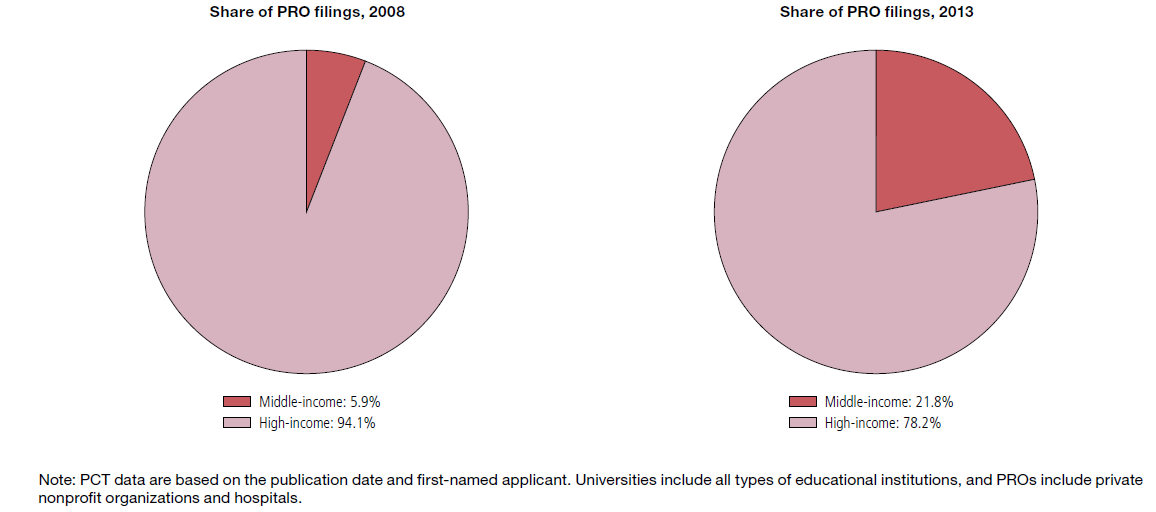 Share of PRO filings, 2008
Middle-income: 5.9%
High-income: 94.1%
Share of PRO filings, 2013
Middle-income: 21.8%
High-income: 78.2%
Note: PCT data are based on the publication date and first-named applicant. Universities include all types of educational institutions, and PROs include private
nonprofit organizations and hospitals.